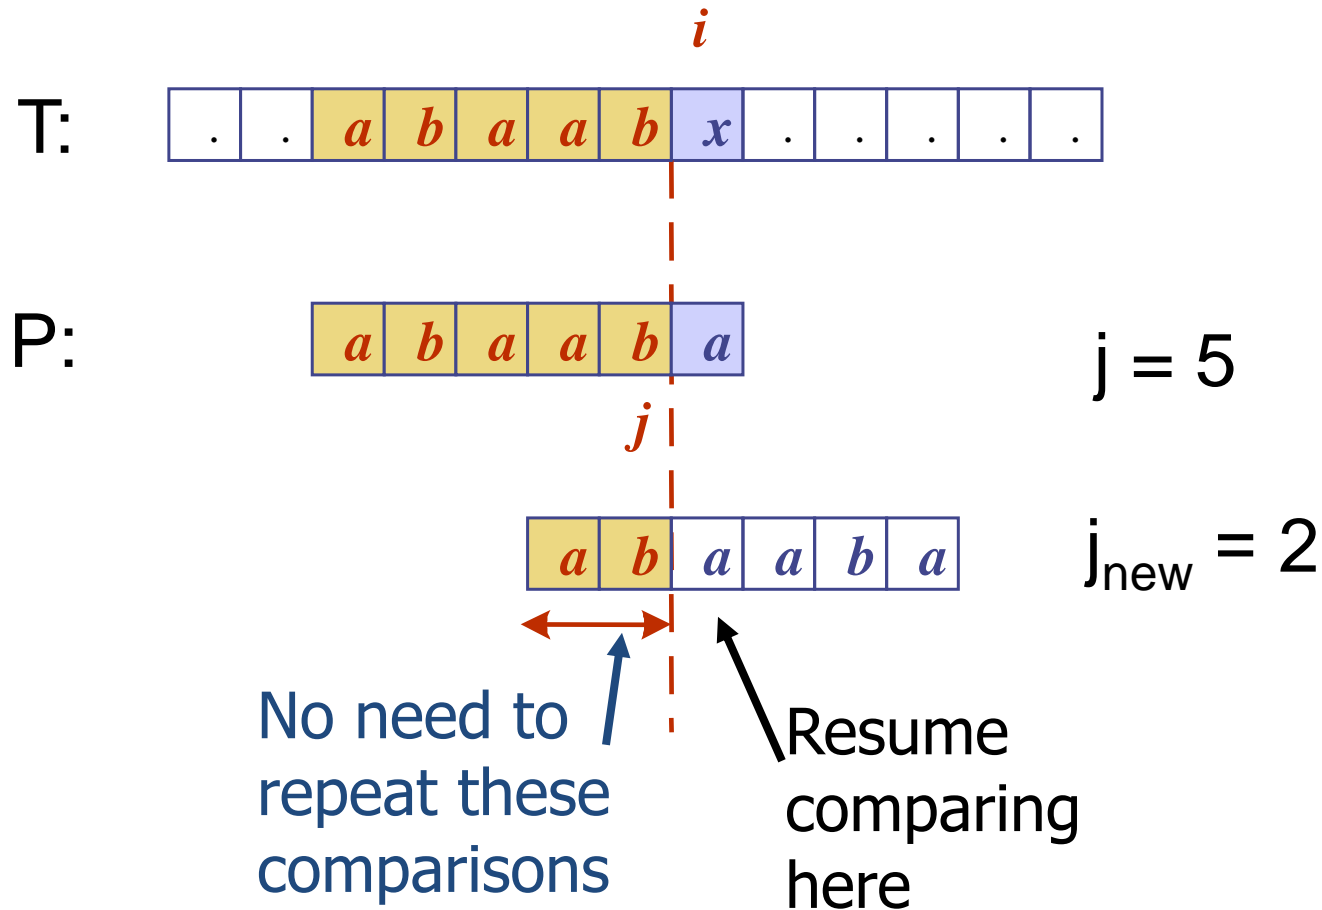 i
T: . . a b a a b x . . . . .
P: a b a a b a
j = 5
j
a b a a b a
jnew = 2
No need to
repeat these
comparisons
Resume
comparing
here